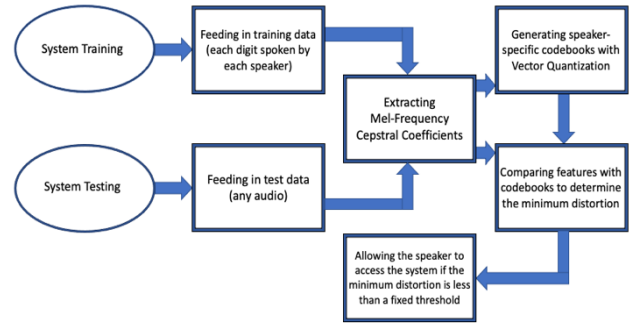 System Training
Feeding in training data
(each digit spoken by
each speaker)
Generating speaker-
specific codebooks with
Vector Quantization
Extracting
Mel-Frequency
Cepstral Coefficients
System Testing
Feeding in test data
(any audio)
Comparing features with
codebooks to determine
the minimum distortion
Allowing the speaker to
access the system if the
minimum distortion is less
than a fixed threshold